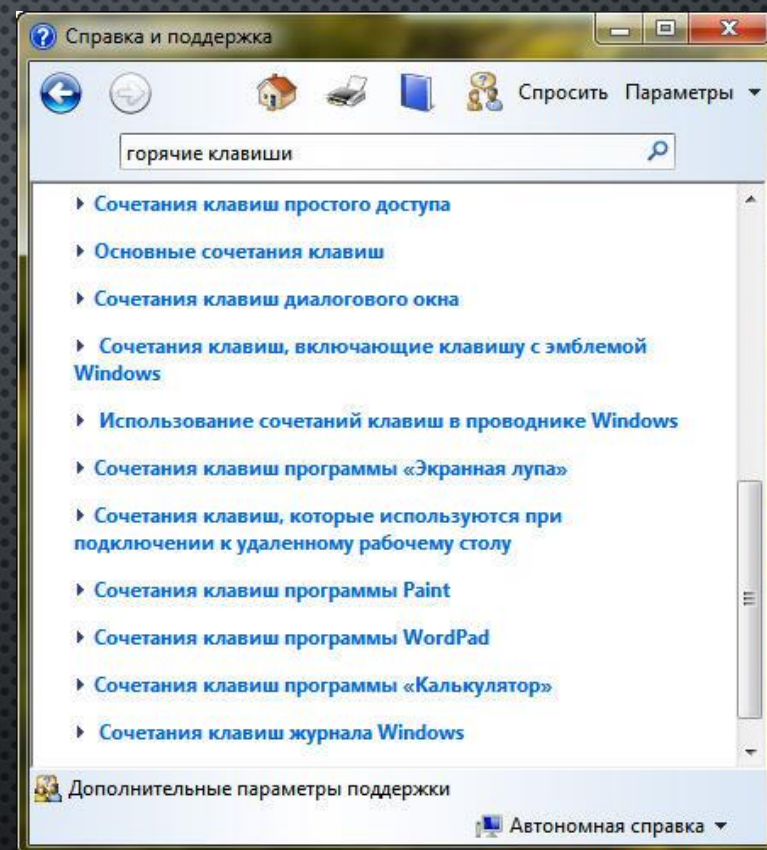 Справка и поддержка
Спросить Параметры
горячие клавиши
Сочетания клавиш простого доступа
Основные сочетания клавиш
Сочетания клавиш диалогового окна
Сочетания клавиш, включающие клавишу с эмблемой
Windows
Использование сочетаний клавиш в проводнике Windows
Сочетания клавиш программы «Экранная лупа»
Сочетания клавиш, которые используются при
подключении к удаленному рабочему столу
Сочетания клавиш программы Paint
Сочетания клавиш программы WordPad
Сочетания клавиш программы «Калькулятор»
Сочетания клавиш журнала Windows
Дополнительные параметры поддержки
Автономная справка